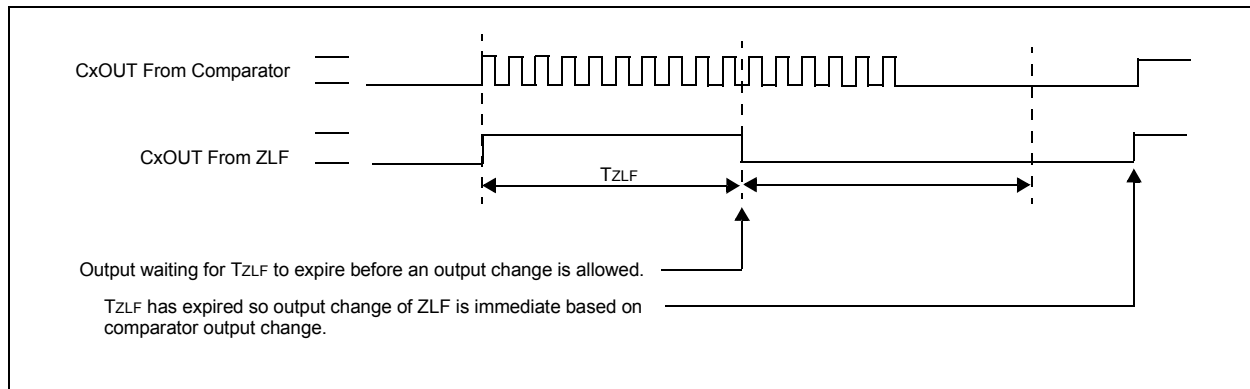 CxOUT From Comparator
CxOUT From ZLF
TZLF
Output waiting for TZLF to expire before an output change is allowed.
TZLF has expired so output change of ZLF is immediate based on
comparator output change.